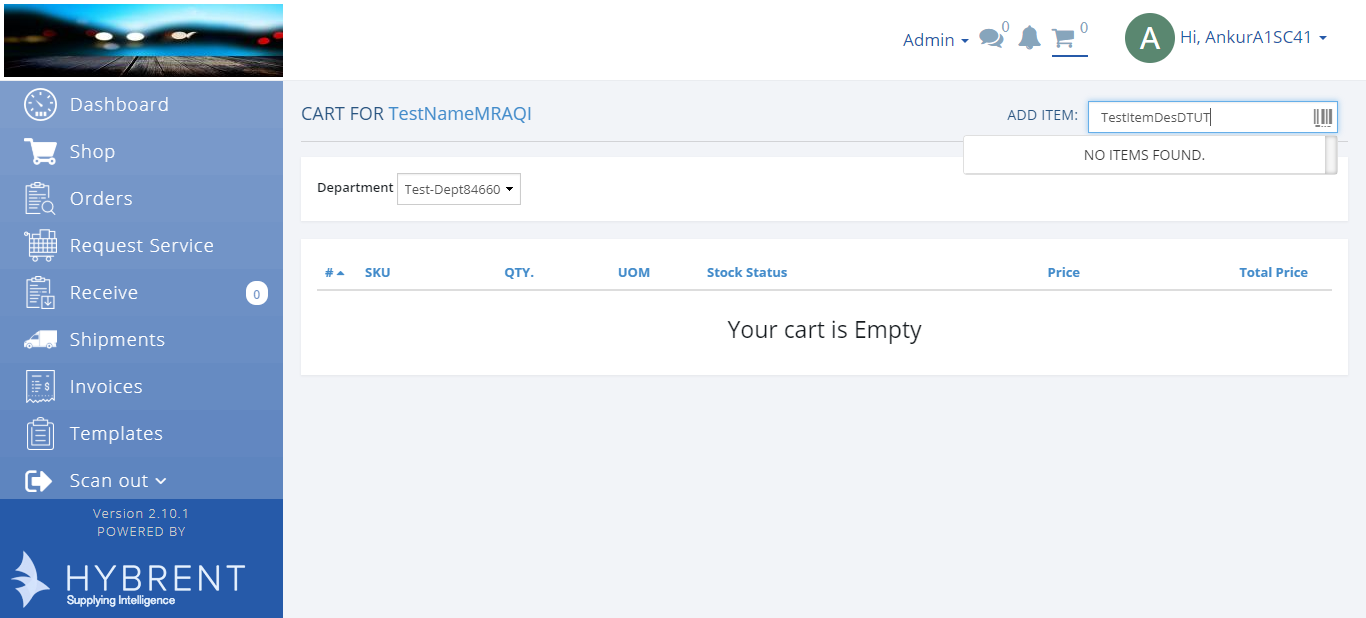 Admin 0 0 A Hi, AnkurA1SC41
Dashboard
Shop
Orders
Request Service
Receive 0
Shipments
Invoices
Templates
Scan out
Version 2.10.1
POWERED BY
HYBRENT
Supplying Intelligence
CART FOR TestNameMRAQI ADD ITEM: TestItemDesDTUT
NO ITEMS FOUND.
Department Test-Dept84660
# SKU QTY. UOM Stock Status Price Total Price
Your cart is Empty